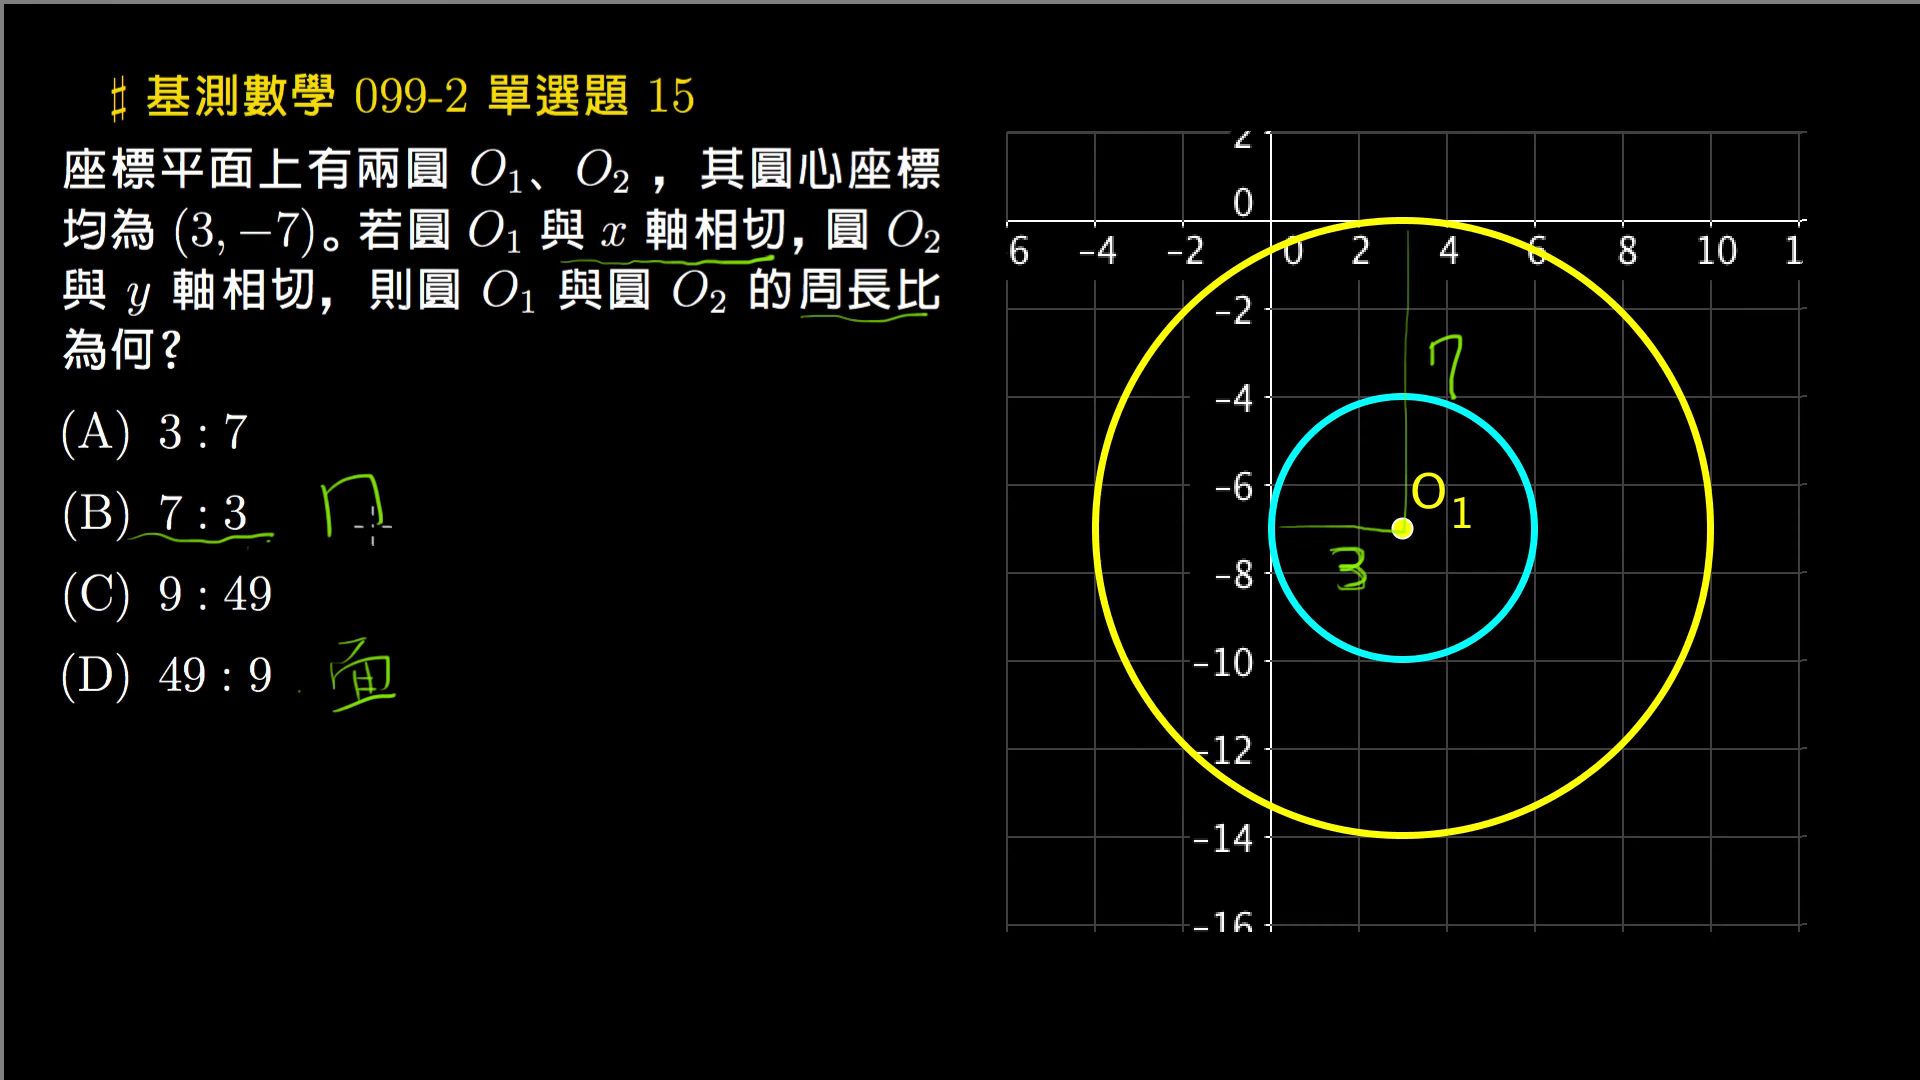 ♯ 基測數學 099-2 單選題 15
座標平面上有兩圓 O₁、O₂ ，其圓心座標
均為 (3, −7)。若圓 O₁ 與 x 軸相切，圓 O₂
與 y 軸相切，則圓 O₁ 與圓 O₂ 的周長比
為何？
(A) 3 : 7
(B) 7 : 3
(C) 9 : 49
(D) 49 : 9
面
2
0
6 -4 -2 0 2 4 6 8 10 1
-2
7
-4
-6
O₁
3
-8
-10
-12
-14
-16